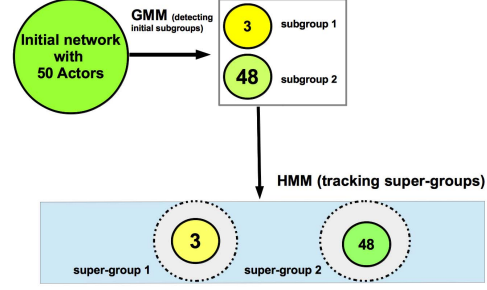 Initial network
with
50 Actors
GMM (detecting
initial subgroups)
3
subgroup 1
48
subgroup 2
HMM (tracking super-groups)
3
48
super-group 1
super-group 2